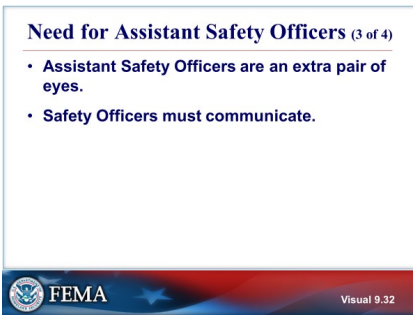 Need for Assistant Safety Officers (3 of 4)
• Assistant Safety Officers are an extra pair of
eyes.
• Safety Officers must communicate.
FEMA
Visual 9.32